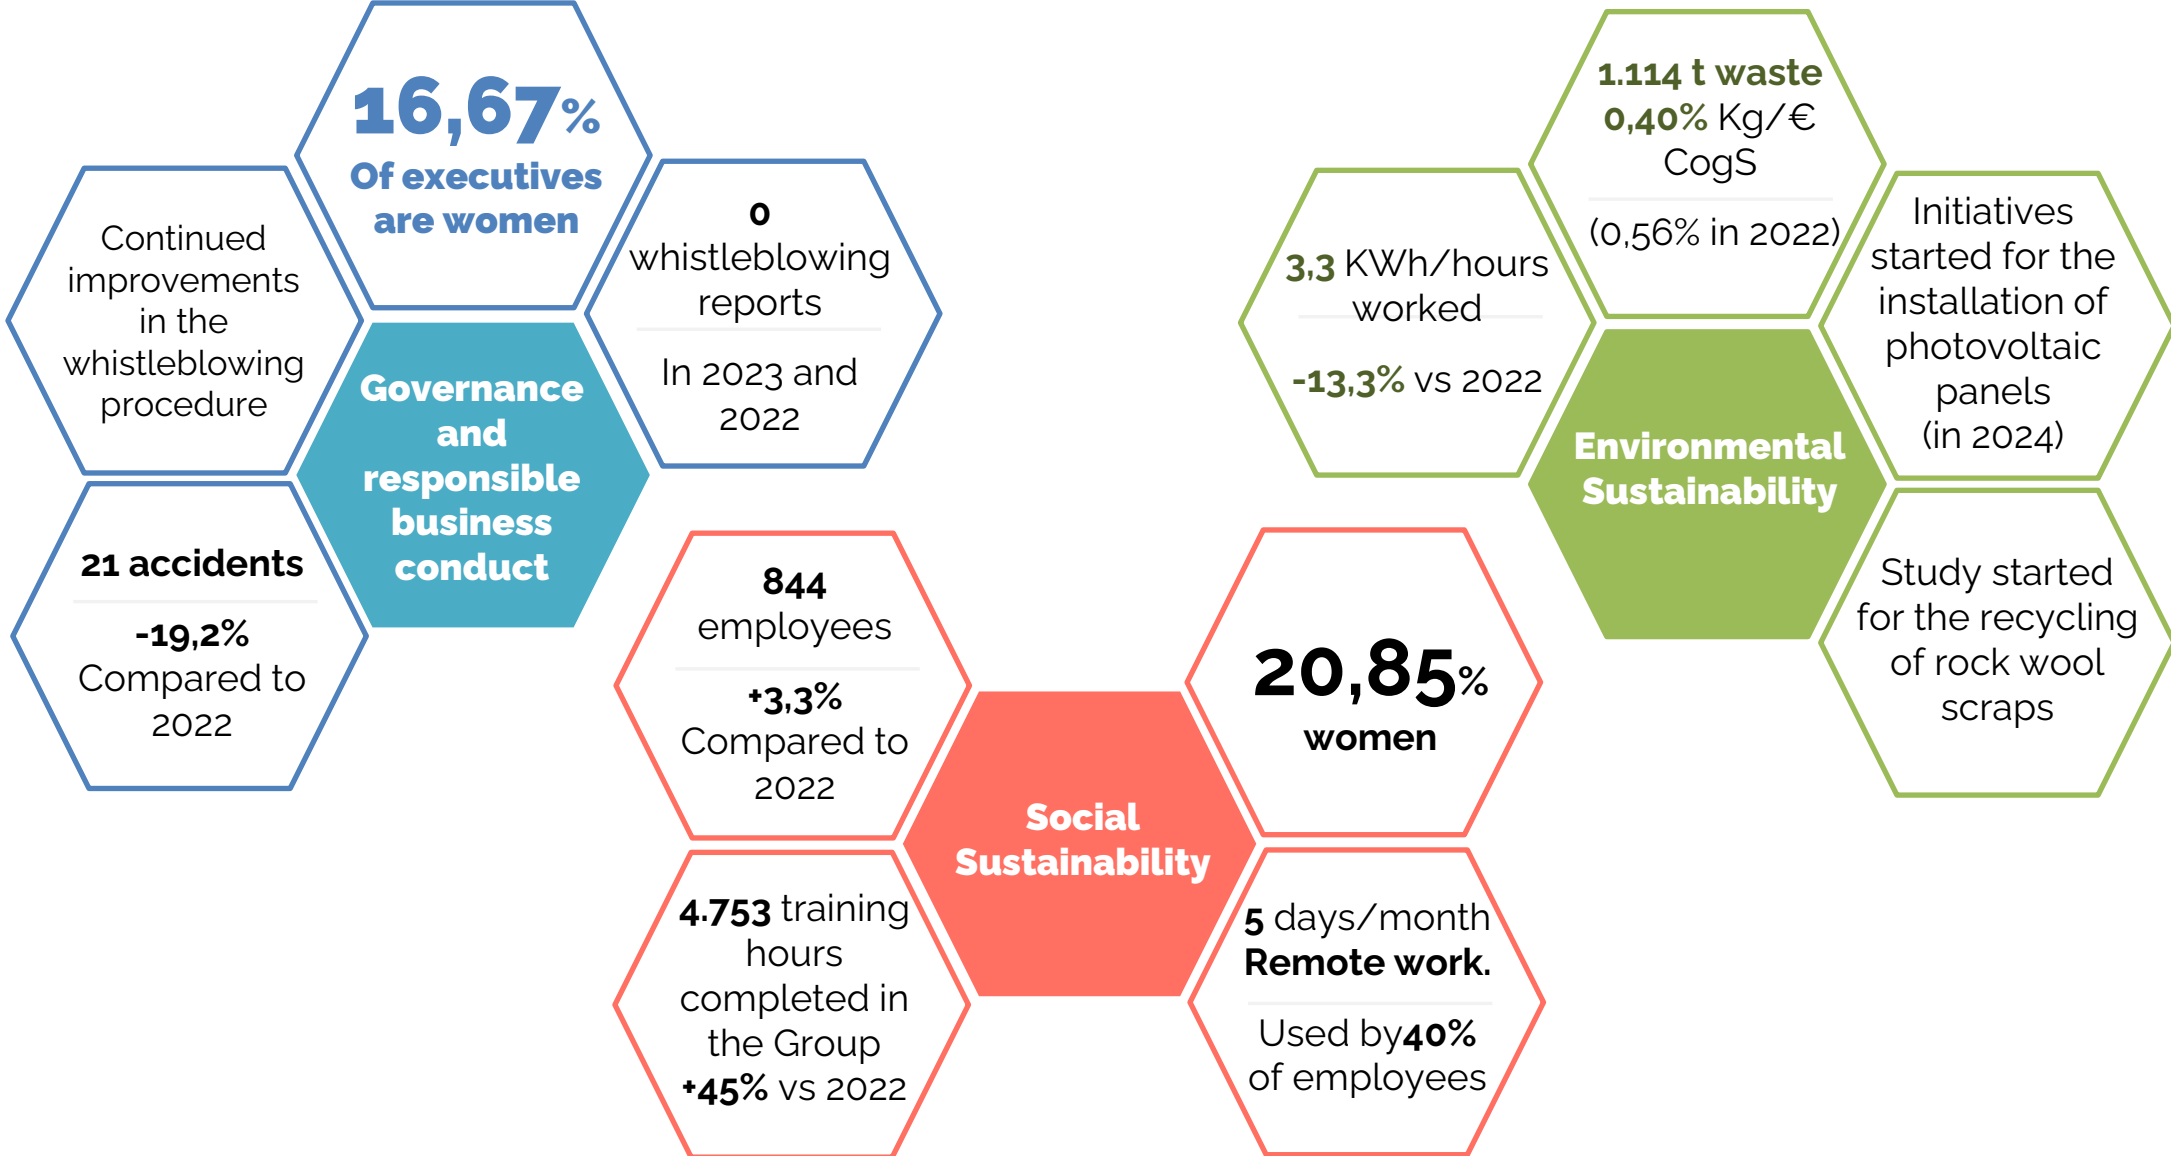 16,67%
Of executives
are women
Continued
improvements
in the
whistleblowing
procedure
0
whistleblowing
reports
In 2023 and
2022
Governance
and
responsible
business
conduct
21 accidents
-19,2%
Compared to
2022
844
employees
+3,3%
Compared to
2022
20,85%
women
Social
Sustainability
4.753 training
hours
completed in
the Group
+45% vs 2022
5 days/month
Remote work.
Used by40%
of employees
1.114 t waste
0,40% Kg/€
CogS
(0,56% in 2022)
3,3 KWh/hours
worked
-13,3% vs 2022
Initiatives
started for the
installation of
photovoltaic
panels
(in 2024)
Environmental
Sustainability
Study started
for the recycling
of rock wool
scraps